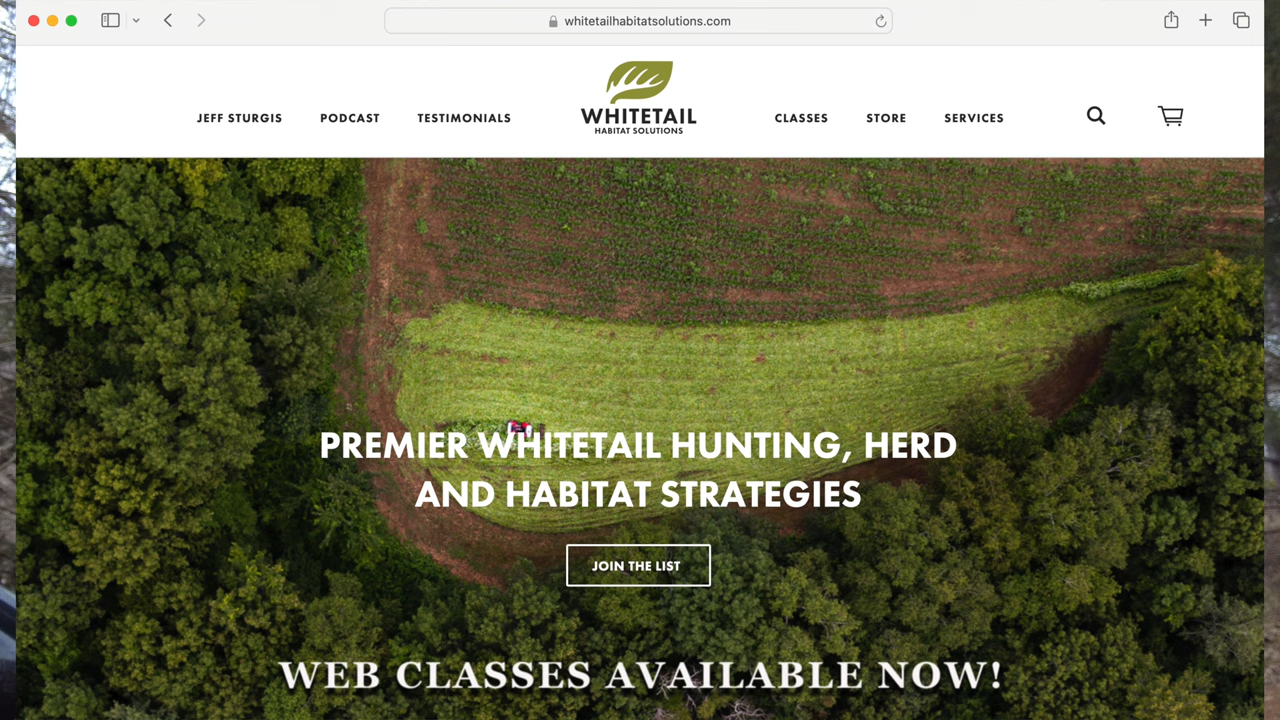 whitetailhabitatsolutions.com
JEFF STURGIS PODCAST TESTIMONIALS
WHITETAIL
HABITAT SOLUTIONS
CLASSES STORE SERVICES
PREMIER WHITETAIL HUNTING, HERD
AND HABITAT STRATEGIES
JOIN THE LIST
WEB CLASSES AVAILABLE NOW!